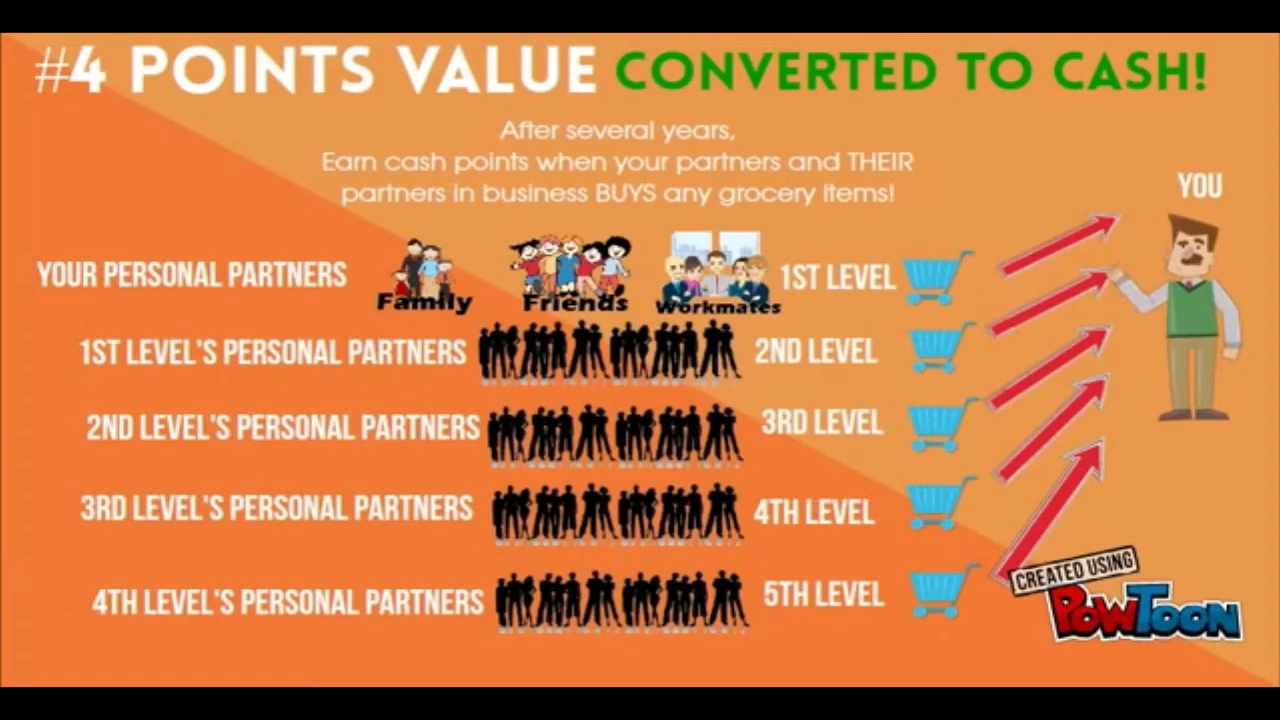 #4 POINTS VALUE CONVERTED TO CASH!
After several years,
Earn cash points when your partners and THEIR
partners in business BUYS any grocery items!
YOU
YOUR PERSONAL PARTNERS
Family
Friends
Workmates
1ST LEVEL
1ST LEVEL'S PERSONAL PARTNERS
2ND LEVEL
2ND LEVEL'S PERSONAL PARTNERS
3RD LEVEL
3RD LEVEL'S PERSONAL PARTNERS
4TH LEVEL
4TH LEVEL'S PERSONAL PARTNERS
5TH LEVEL
CREATED USING
POWTOON